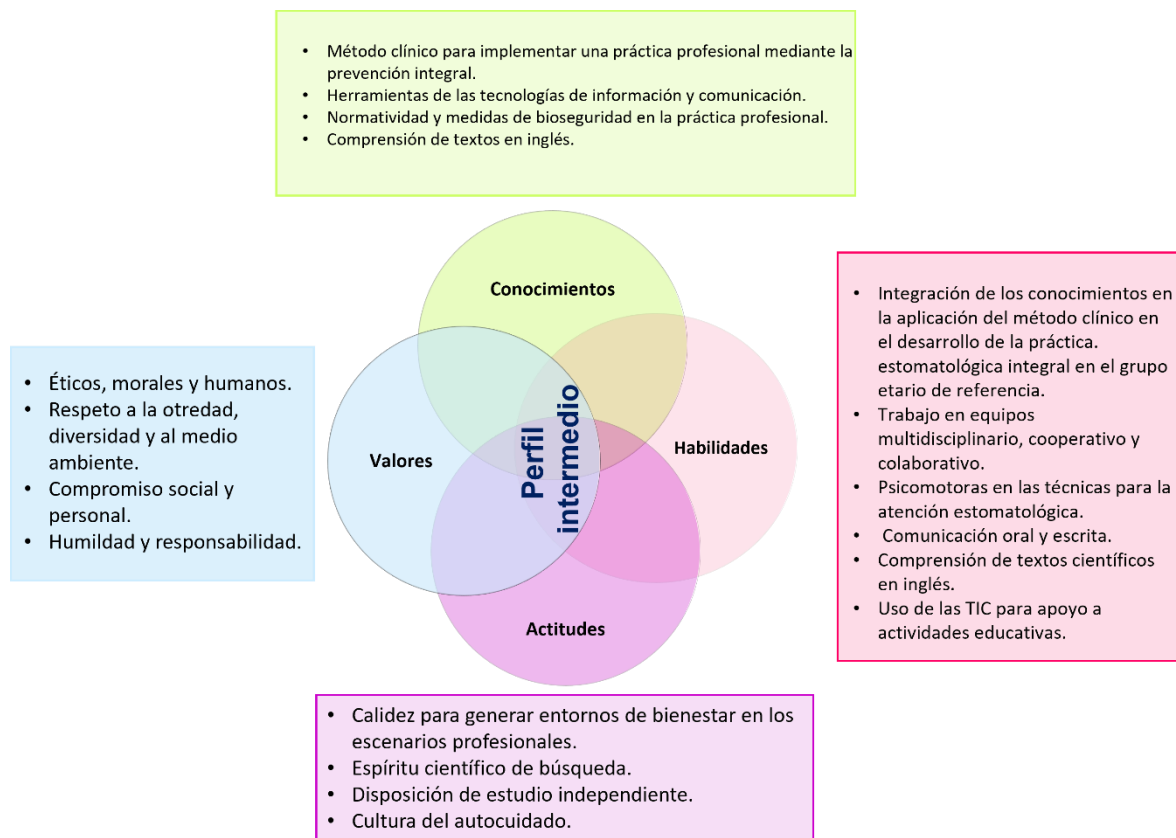 • Método clínico para implementar una práctica profesional mediante la
prevención integral.
• Herramientas de las tecnologías de información y comunicación.
• Normatividad y medidas de bioseguridad en la práctica profesional.
• Comprensión de textos en inglés.
Conocimientos
Valores
Perfil
intermedio
Habilidades
Actitudes
• Éticos, morales y humanos.
• Respeto a la otredad,
diversidad y al medio
ambiente.
• Compromiso social y
personal.
• Humildad y responsabilidad.
• Integración de los conocimientos en
la aplicación del método clínico en
el desarrollo de la práctica.
estomatológica integral en el grupo
etario de referencia.
• Trabajo en equipos
multidisciplinario, cooperativo y
colaborativo.
• Psicomotoras en las técnicas para la
atención estomatológica.
• Comunicación oral y escrita.
• Comprensión de textos científicos
en inglés.
• Uso de las TIC para apoyo a
actividades educativas.
• Calidez para generar entornos de bienestar en los
escenarios profesionales.
• Espíritu científico de búsqueda.
• Disposición de estudio independiente.
• Cultura del autocuidado.